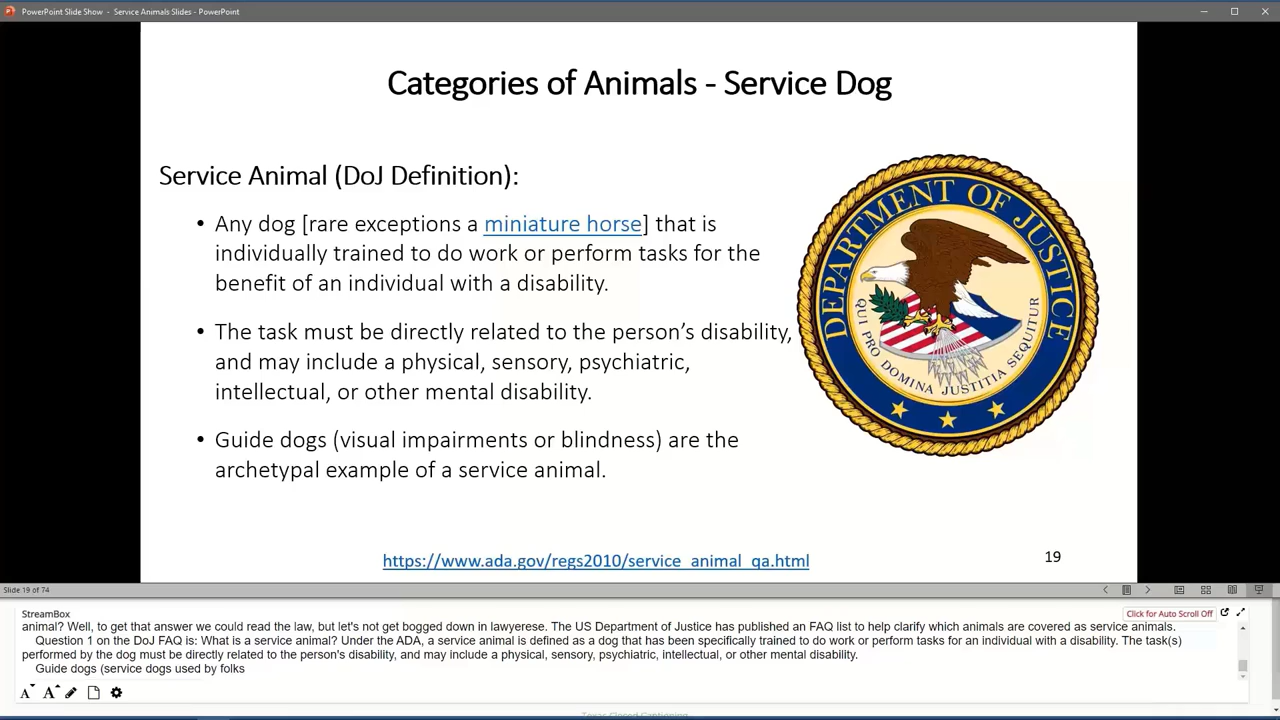 PowerPoint Slide Show - Service Animals Slides - PowerPoint
Categories of Animals - Service Dog
Service Animal (DoJ Definition):
• Any dog [rare exceptions a miniature horse] that is
individually trained to do work or perform tasks for the
benefit of an individual with a disability.
• The task must be directly related to the person’s disability,
and may include a physical, sensory, psychiatric,
intellectual, or other mental disability.
• Guide dogs (visual impairments or blindness) are the
archetypal example of a service animal.
DEPARTMENT OF JUSTICE
QUI PRO DOMINA JUSTITIA SEQUITUR
https://www.ada.gov/regs2010/service_animal_qa.html
19
Slide 19 of 74
StreamBox
Click for Auto Scroll Off
animal? Well, to get that answer we could read the law, but let's not get bogged down in lawyerese. The US Department of Justice has published an FAQ list to help clarify which animals are covered as service animals.
Question 1 on the DoJ FAQ is: What is a service animal? Under the ADA, a service animal is defined as a dog that has been specifically trained to do work or perform tasks for an individual with a disability. The task(s)
performed by the dog must be directly related to the person's disability, and may include a physical, sensory, psychiatric, intellectual, or other mental disability.
Guide dogs (service dogs used by folks
A A
Texas Closed Captioning